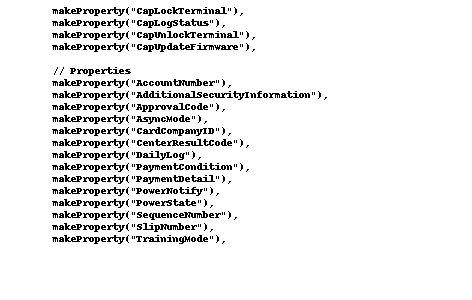 makeProperty("CapLockTerminal"),
makeProperty("CapLogStatus"),
makeProperty("CapUnlockTerminal"),
makeProperty("CapUpdateFirmware"),

// Properties
makeProperty("AccountNumber"),
makeProperty("AdditionalSecurityInformation"),
makeProperty("ApprovalCode"),
makeProperty("AsyncMode"),
makeProperty("CardCompanyID"),
makeProperty("CenterResultCode"),
makeProperty("DailyLog"),
makeProperty("PaymentCondition"),
makeProperty("PaymentDetail"),
makeProperty("PowerNotify"),
makeProperty("PowerState"),
makeProperty("SequenceNumber"),
makeProperty("SlipNumber"),
makeProperty("TrainingMode"),